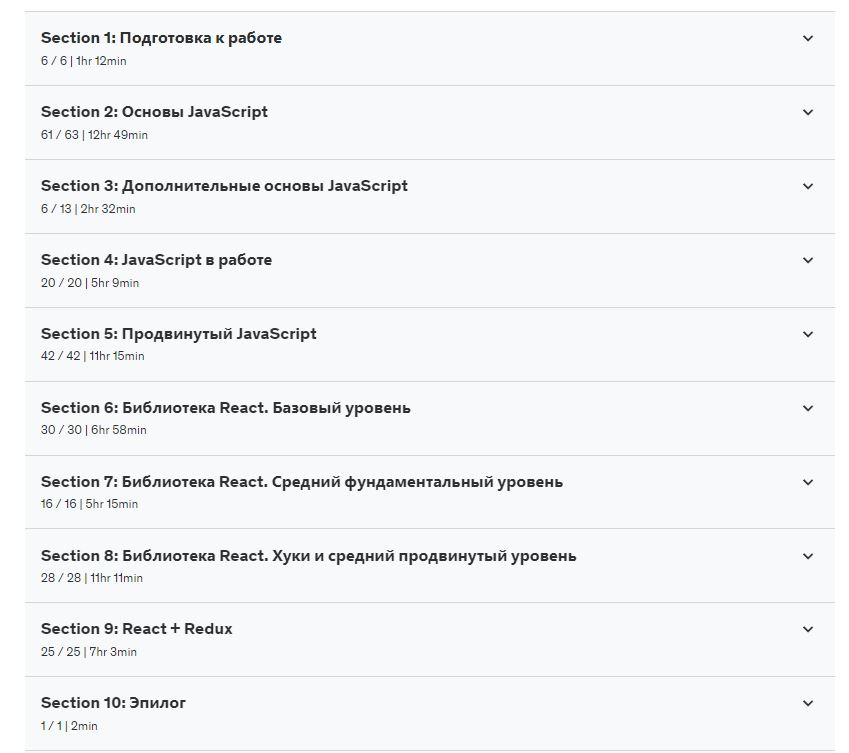 Section 1: Подготовка к работе
6 / 6 | 1hr 12min
Section 2: Основы JavaScript
61 / 63 | 12hr 49min
Section 3: Дополнительные основы JavaScript
6 / 13 | 2hr 32min
Section 4: JavaScript в работе
20 / 20 | 5hr 9min
Section 5: Продвинутый JavaScript
42 / 42 | 11hr 15min
Section 6: Библиотека React. Базовый уровень
30 / 30 | 6hr 58min
Section 7: Библиотека React. Средний фундаментальный уровень
16 / 16 | 5hr 15min
Section 8: Библиотека React. Хуки и средний продвинутый уровень
28 / 28 | 11hr 11min
Section 9: React + Redux
25 / 25 | 7hr 3min
Section 10: Эпилог
1 / 1 | 2min